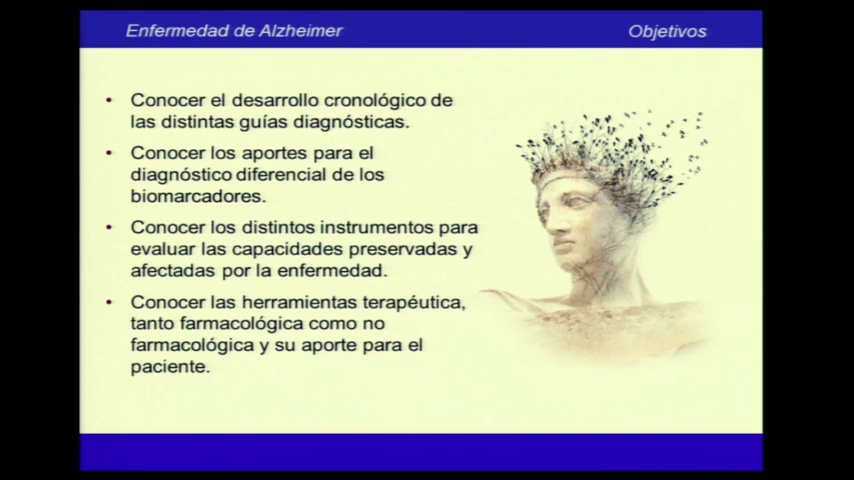 Enfermedad de Alzheimer Objetivos
• Conocer el desarrollo cronológico de
las distintas guías diagnósticas.
• Conocer los aportes para el
diagnóstico diferencial de los
biomarcadores.
• Conocer los distintos instrumentos para
evaluar las capacidades preservadas y
afectadas por la enfermedad.
• Conocer las herramientas terapéutica,
tanto farmacológica como no
farmacológica y su aporte para el
paciente.